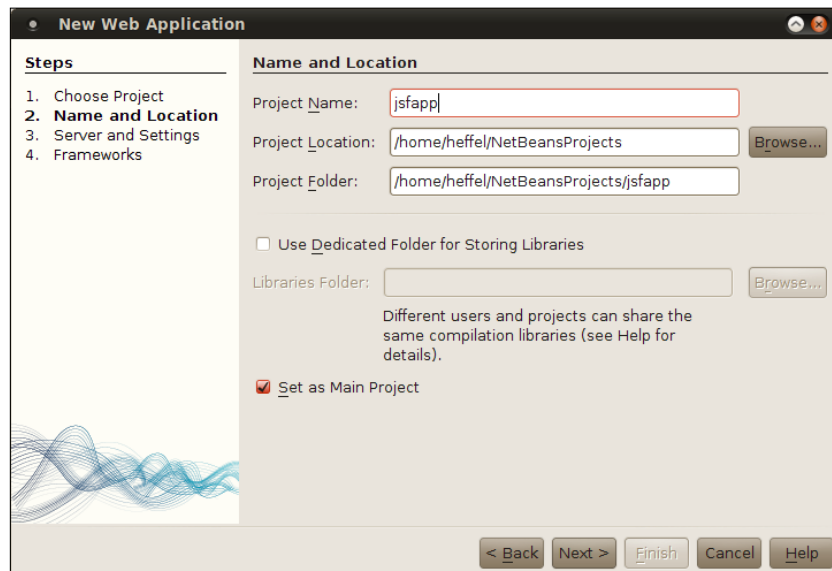 New Web Application
Steps
1. Choose Project
2. Name and Location
3. Server and Settings
4. Frameworks
Name and Location
Project Name: jsfapp
Project Location: /home/heffel/NetBeansProjects Browse...
Project Folder: /home/heffel/NetBeansProjects/jsfapp
Use Dedicated Folder for Storing Libraries
Libraries Folder: Browse...
Different users and projects can share the
same compilation libraries (see Help for
details).
Set as Main Project
< Back Next > Finish Cancel Help